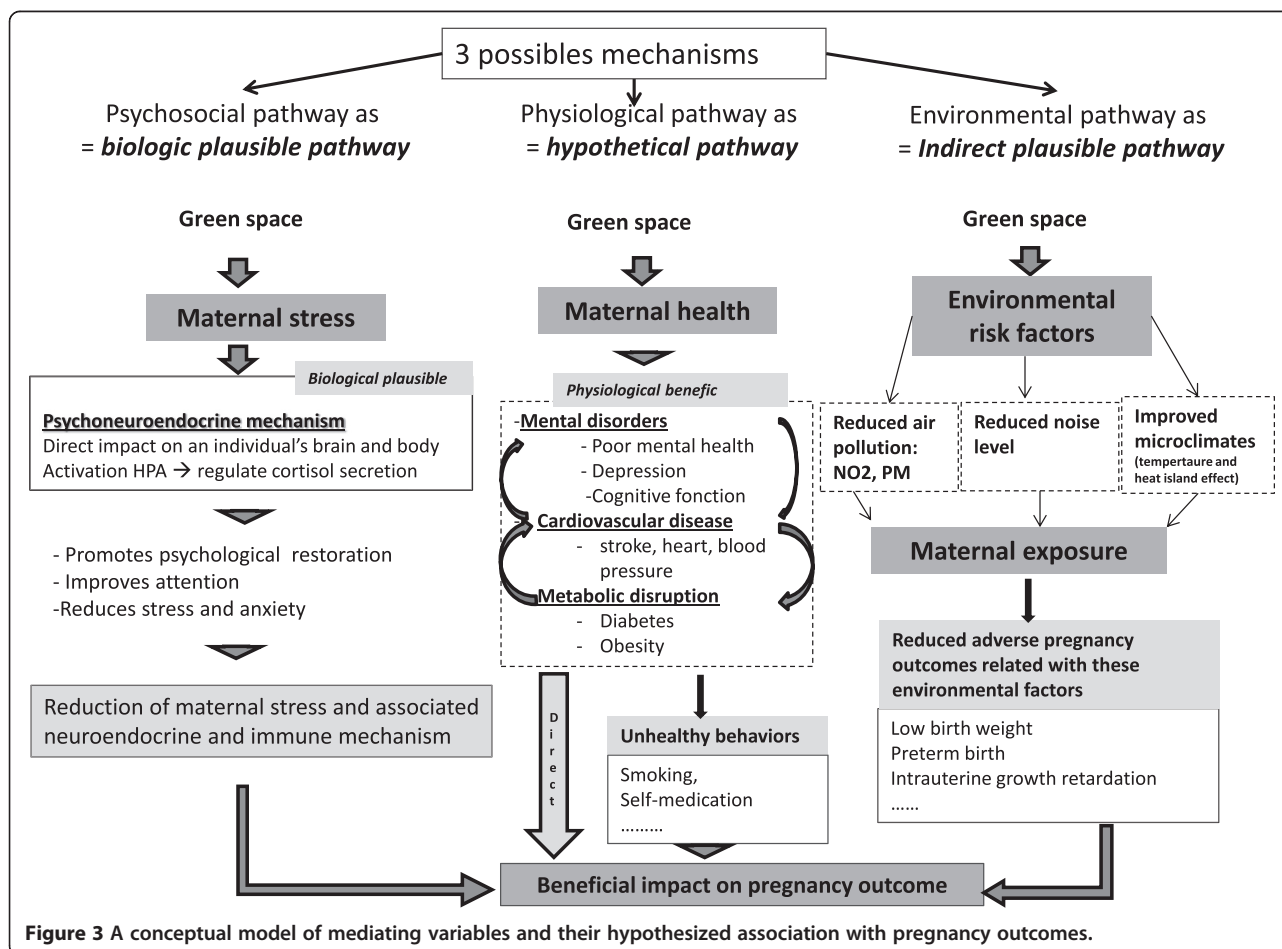 3 possibles mechanisms
Psychosocial pathway as
= biologic plausible pathway
Physiological pathway as
= hypothetical pathway
Environmental pathway as
= Indirect plausible pathway
Green space
Maternal stress
Biological plausible
Psychoneuroendocrine mechanism
Direct impact on an individual's brain and body
Activation HPA → regulate cortisol secretion
- Promotes psychological restoration
- Improves attention
-Reduces stress and anxiety
Reduction of maternal stress and associated
neuroendocrine and immune mechanism
Green space
Maternal health
Physiological benefic
-Mental disorders
- Poor mental health
- Depression
-Cognitive fonction
- Cardiovascular disease
- stroke, heart, blood
pressure
Metabolic disruption
- Diabetes
- Obesity
Direct
Unhealthy behaviors
Smoking,
Self-medication
………
Green space
Environmental
risk factors
Reduced air
pollution:
NO2, PM
Reduced noise
level
Improved
microclimates
(tempertaure and
heat island effect)
Maternal exposure
Reduced adverse pregnancy
outcomes related with these
environmental factors
Low birth weight
Preterm birth
Intrauterine growth retardation
……
Beneficial impact on pregnancy outcome
Figure 3 A conceptual model of mediating variables and their hypothesized association with pregnancy outcomes.